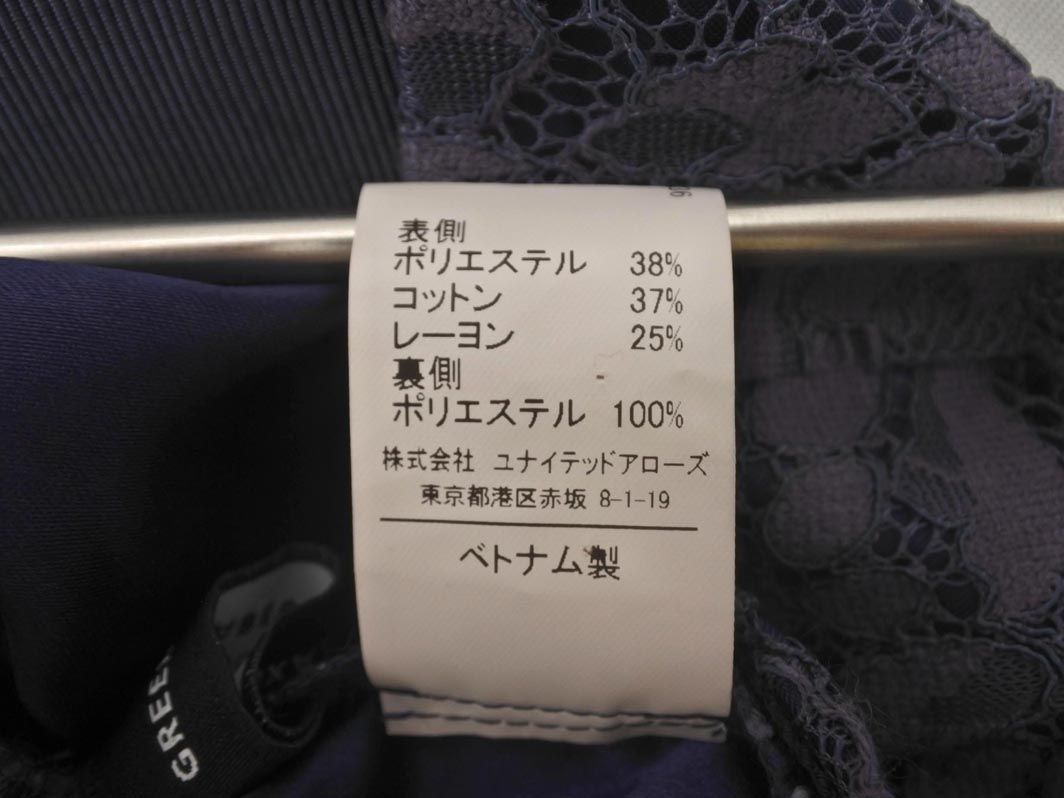 表側
ポリエステル 38%
コットン 37%
レーヨン 25%
裏側
ポリエステル 100%
株式会社 ユナイテッドアローズ
東京都港区赤坂 8-1-19
ベトナム製
GREE